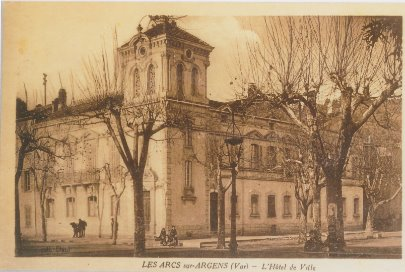 LES ARCS sur-ARGENS (Var) – L'Hôtel de Ville